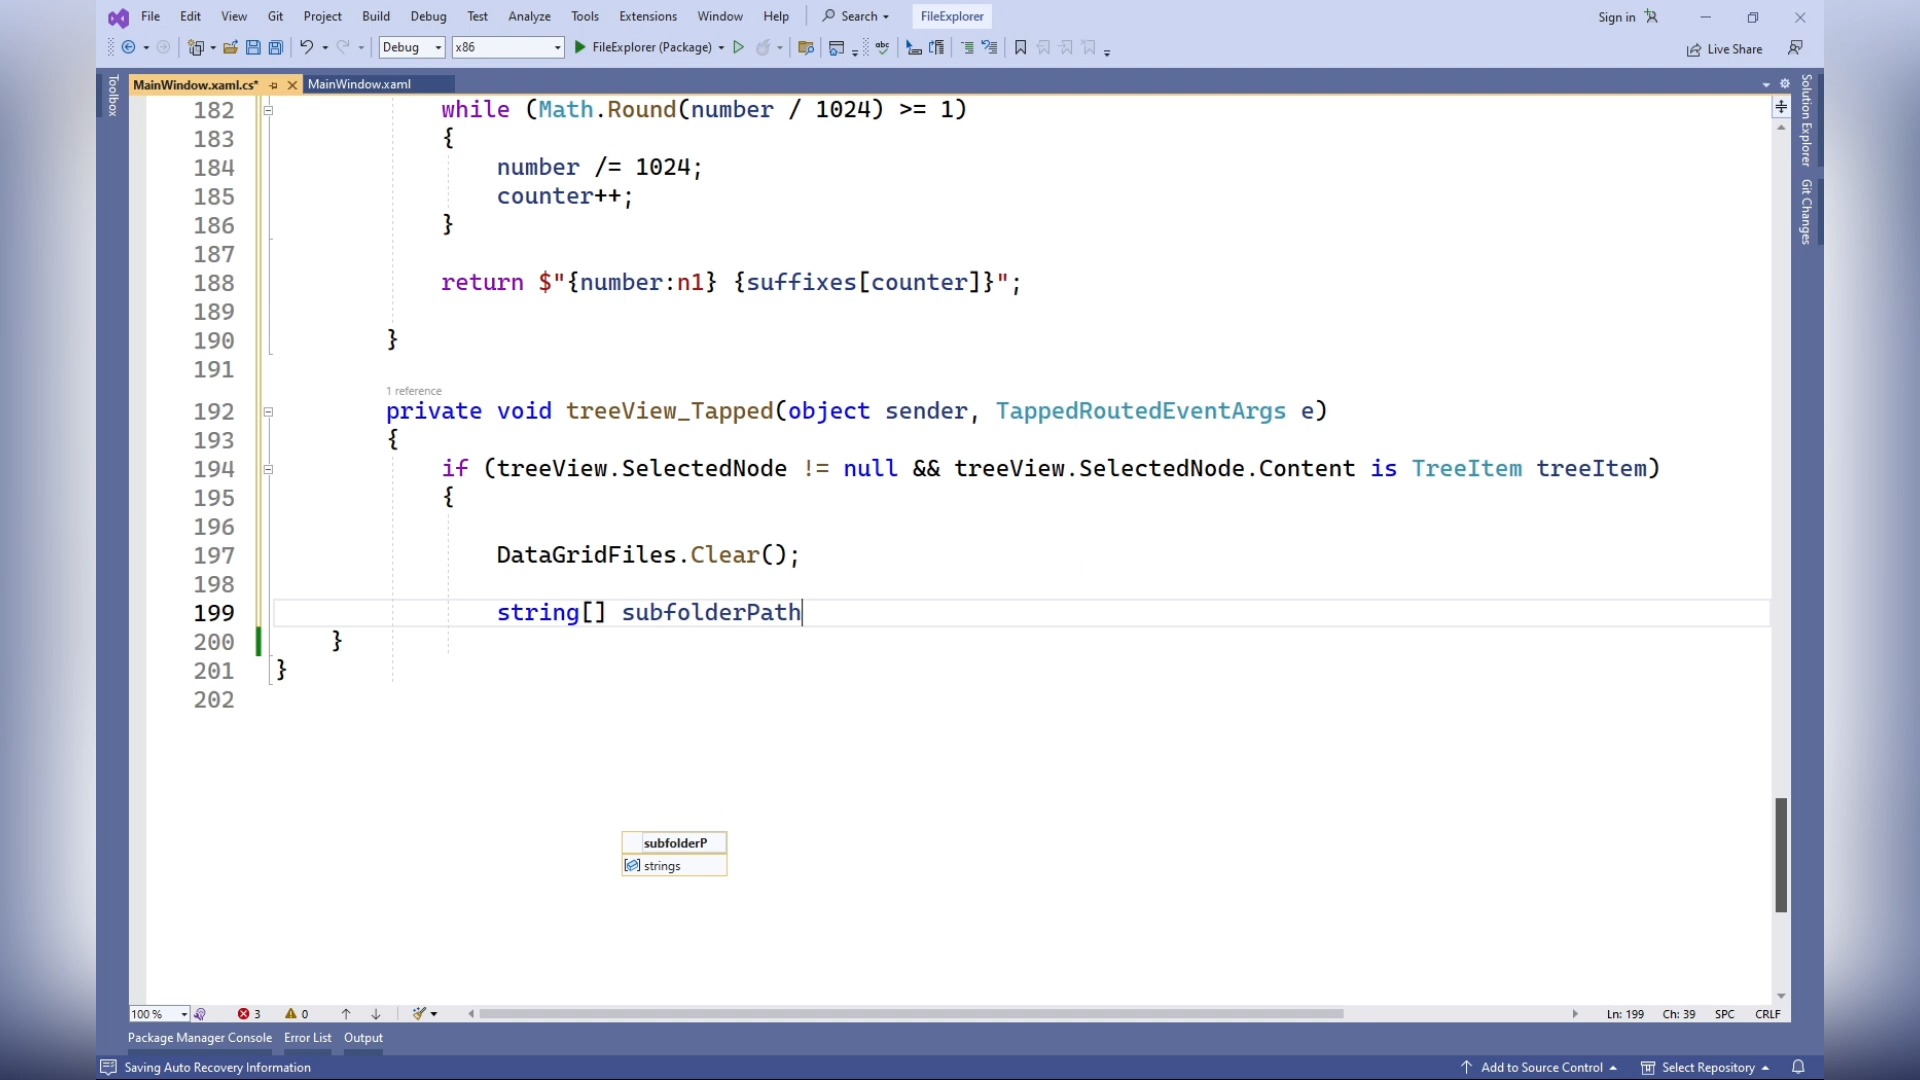 File Edit View Git Project Build Debug Test Analyze Tools Extensions Window Help Search FileExplorer Sign in
Debug x86 FileExplorer (Package) abc Live Share
MainWindow.xaml.cs* MainWindow.xaml
Toolbox
Solution Explorer
Git Changes
182 while (Math.Round(number / 1024) >= 1)
183 {
184 number /= 1024;
185 counter++;
186 }
187
188 return $"{number:n1} {suffixes[counter]}";
189
190 }
191
1 reference
192 private void treeView_Tapped(object sender, TappedRoutedEventArgs e)
193 {
194 if (treeView.SelectedNode != null && treeView.SelectedNode.Content is TreeItem treeItem)
195 {
196
197 DataGridFiles.Clear();
198
199 string[] subfolderPath
200 }
201 }
202
subfolderP
strings
100 % 3 0 Ln: 199 Ch: 39 SPC CRLF
Package Manager Console Error List Output
Saving Auto Recovery Information Add to Source Control Select Repository